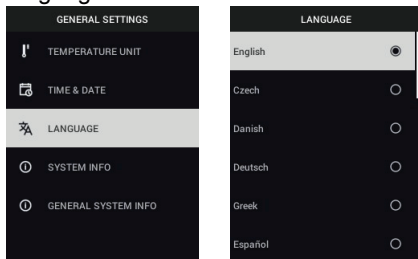 GENERAL SETTINGS
TEMPERATURE UNIT
TIME & DATE
LANGUAGE
SYSTEM INFO
GENERAL SYSTEM INFO
LANGUAGE
English
Czech
Danish
Deutsch
Greek
Español